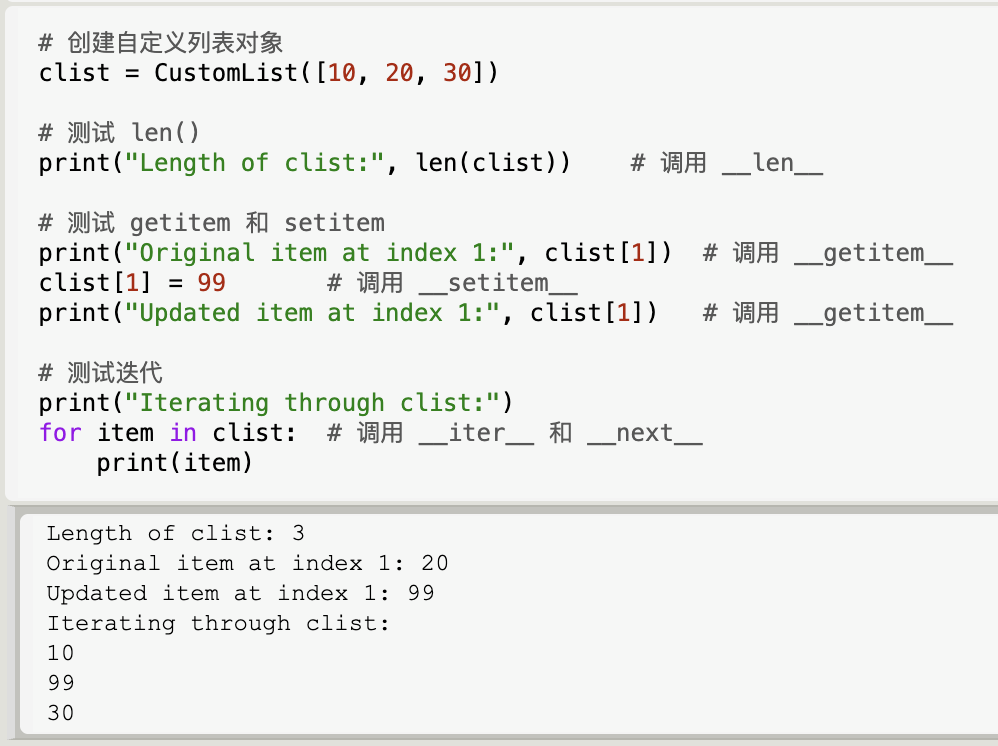 # 创建自定义列表对象
clist = CustomList([10, 20, 30])
# 测试 len()
print("Length of clist:", len(clist))    # 调用 __len__
# 测试 getitem 和 setitem
print("Original item at index 1:", clist[1])  # 调用 __getitem__
clist[1] = 99       # 调用 __setitem__
print("Updated item at index 1:", clist[1])   # 调用 __getitem__
# 测试迭代
print("Iterating through clist:")
for item in clist:  # 调用 __iter__ 和 __next__
    print(item)
Length of clist: 3
Original item at index 1: 20
Updated item at index 1: 99
Iterating through clist:
10
99
30